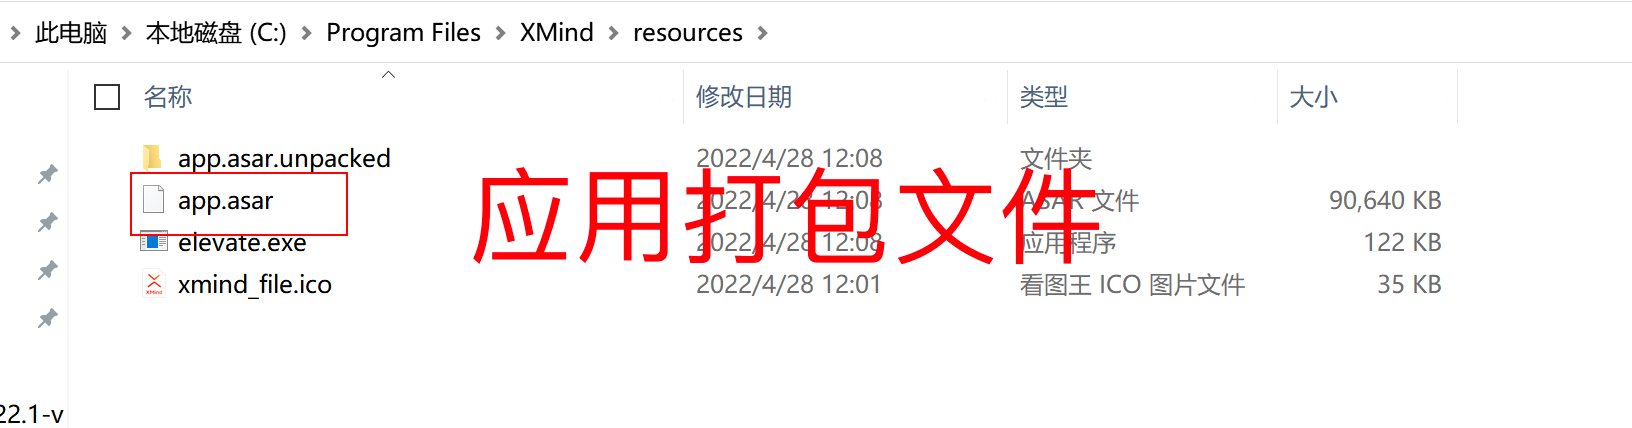 此电脑 > 本地磁盘 (C:) > Program Files > XMind > resources >
名称 修改日期 类型 大小
app.asar.unpacked 2022/4/28 12:08 文件夹
app.asar 2022/4/28 12:08 ASAR 文件 90,640 KB
应用打包文件
elevate.exe 2022/4/28 12:08 应用程序 122 KB
xmind_file.ico 2022/4/28 12:01 看图王 ICO 图片文件 35 KB
22.1-v